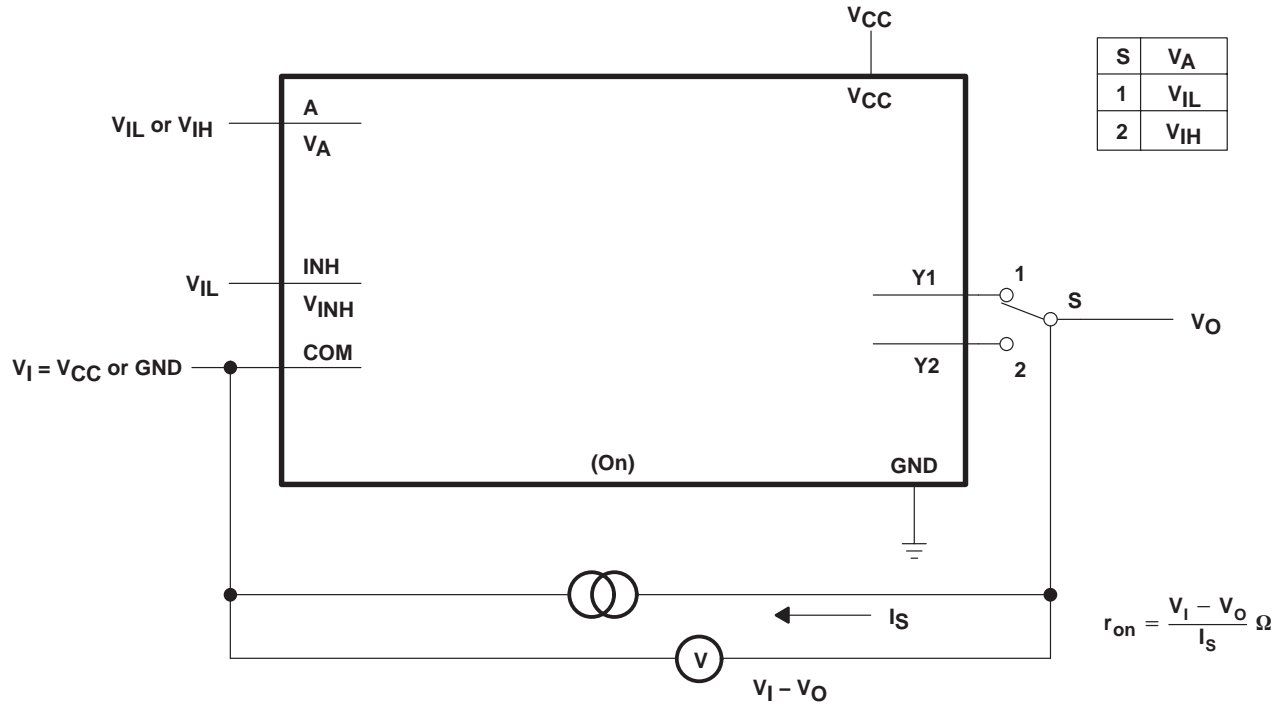 VCC
S VA
1 VIL
2 VIH
VCC
A
VIL or VIH
VA
INH
VIL
VINH
Y1
1
S
VO
COM
VI = VCC or GND
Y2
2
(On)
GND
IS
ron = VI − VO / IS Ω
V
VI – VO